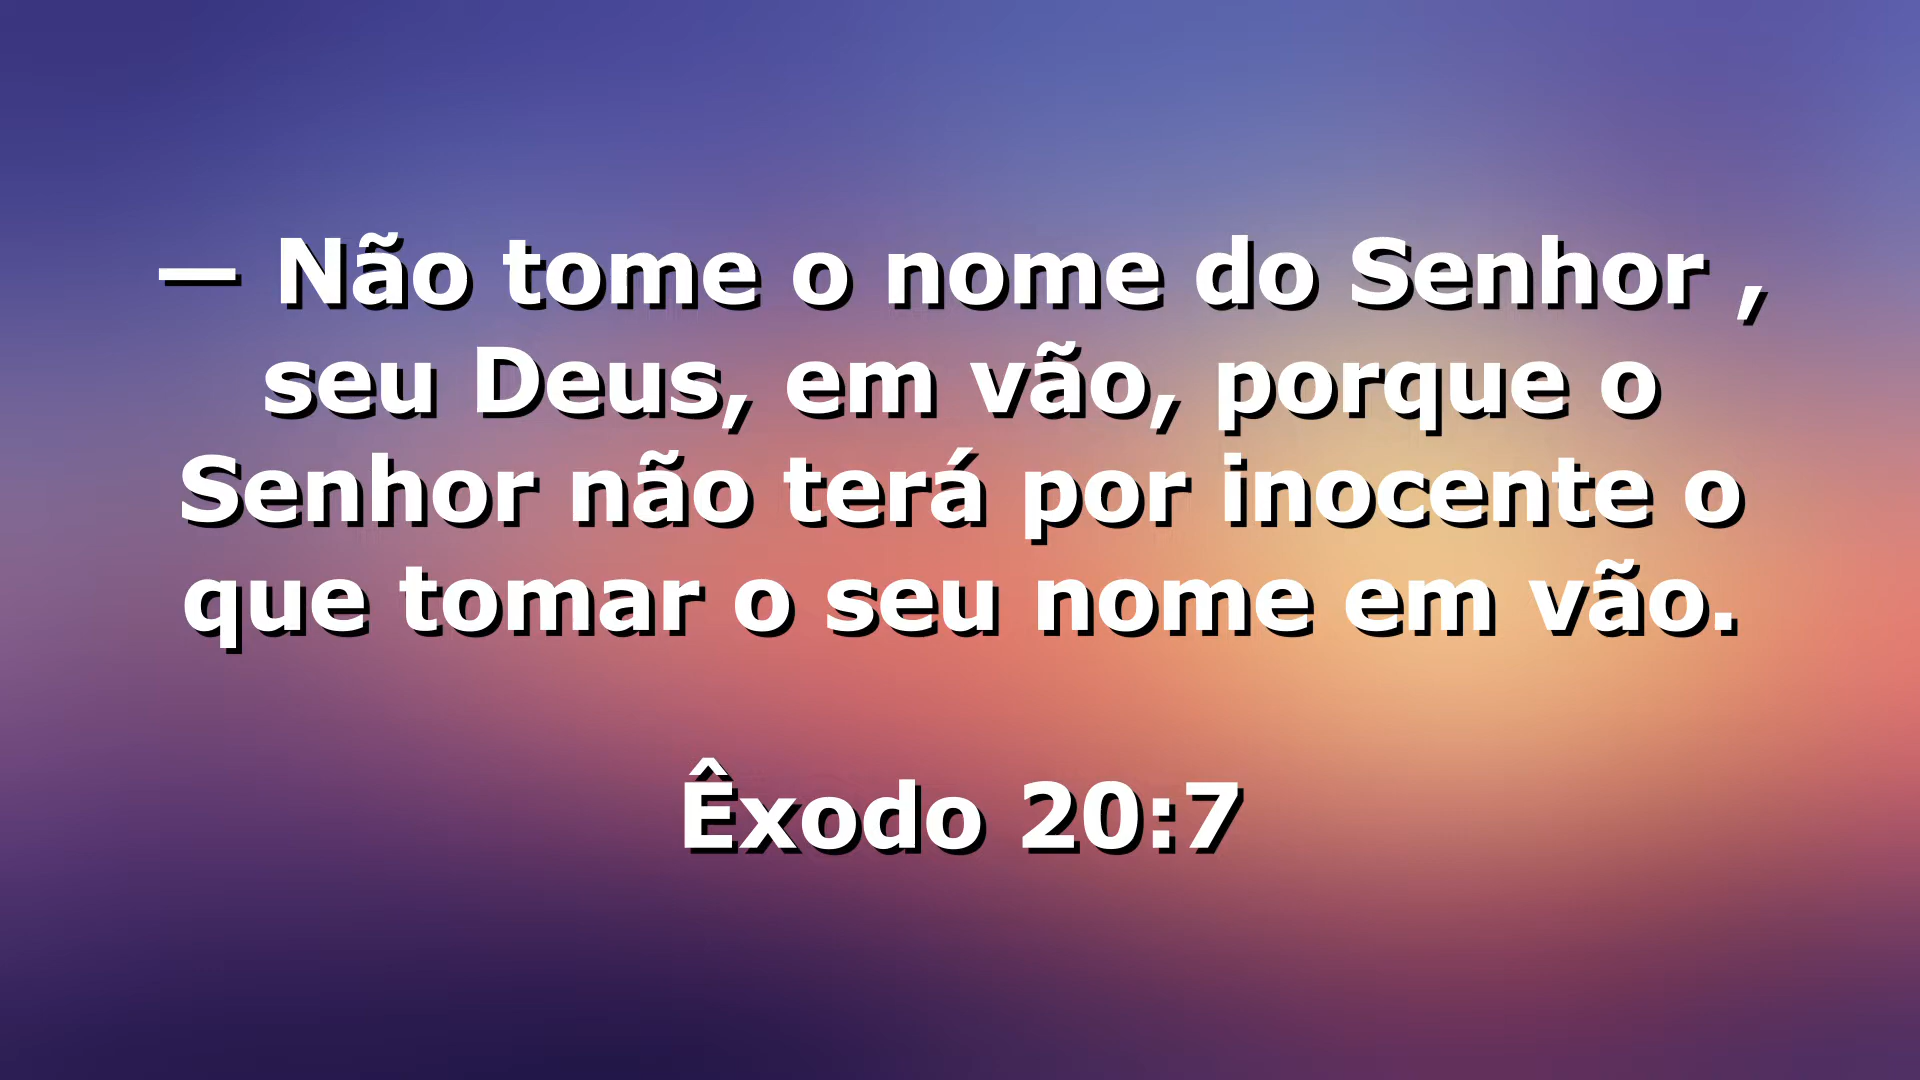 — Não tome o nome do Senhor ,
seu Deus, em vão, porque o
Senhor não terá por inocente o
que tomar o seu nome em vão.
Êxodo 20:7